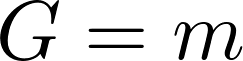 G = m